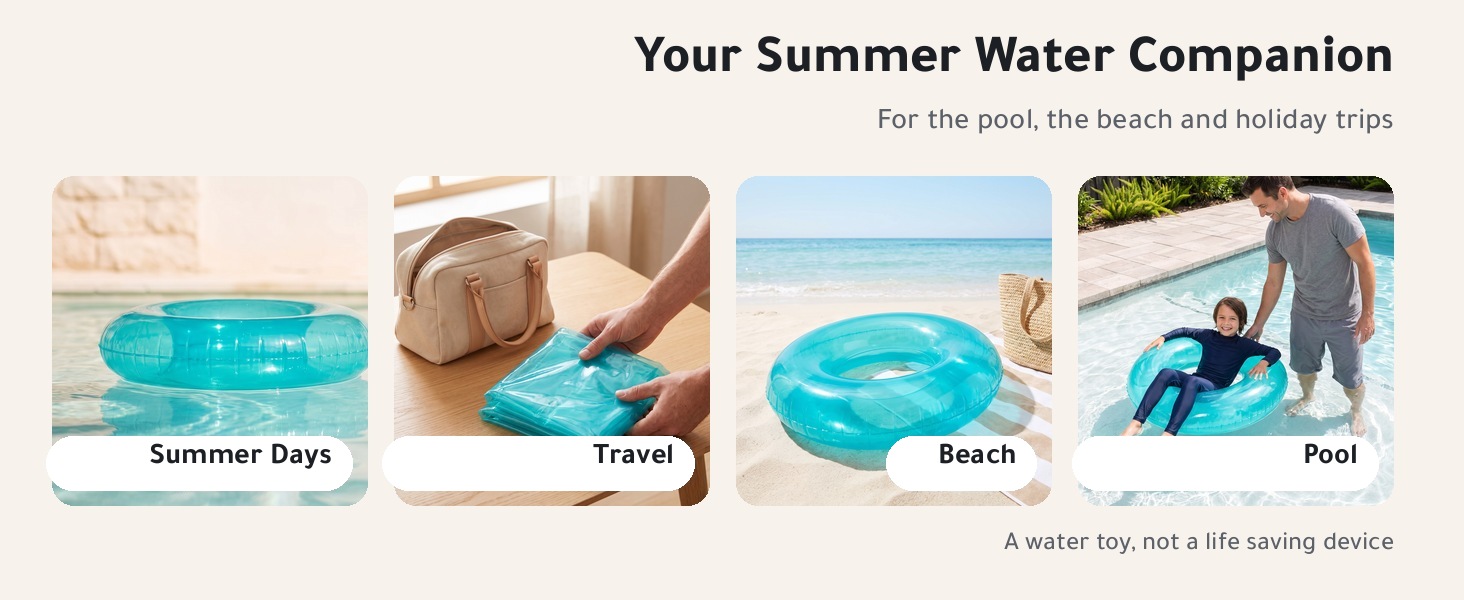 Your Summer Water Companion
For the pool, the beach and holiday trips
Summer Days
Travel
Beach
Pool
A water toy, not a life saving device